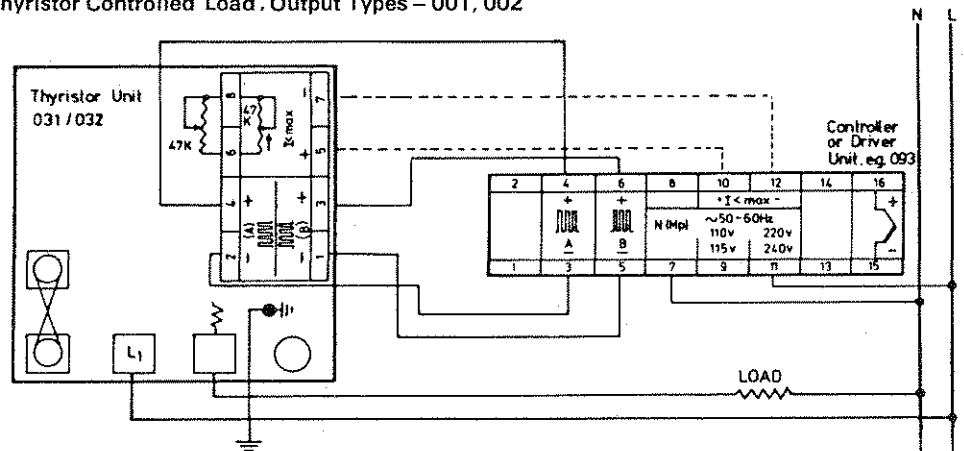 hyristor Controlled Load, Output Types – 001, 002
N L
Thyristor Unit
031 / 032
47K
47
K
I<max
8 7
6 5
4 3
2 1
+ (A) -
+ (B) -
- +
Controller
or Driver
Unit, eg. 093
2 4 6 8 10 12 14 16
+ + +I < max - +
A B N (Mp) ~50-60Hz
110v 220v
115v 240v
-
1 3 5 7 9 11 13 15
L1
LOAD